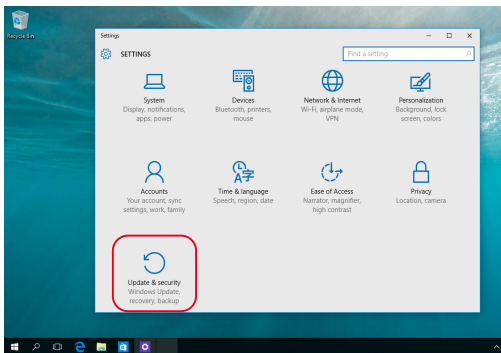 Recycle Bin
Settings
SETTINGS
Find a setting
System
Display, notifications,
apps, power
Devices
Bluetooth, printers,
mouse
Network & Internet
Wi-Fi, airplane mode,
VPN
Personalization
Background, lock
screen, colors
Accounts
Your account, sync
settings, work, family
Time & language
Speech, region, date
Ease of Access
Narrator, magnifier,
high contrast
Privacy
Location, camera
Update & security
Windows Update,
recovery, backup